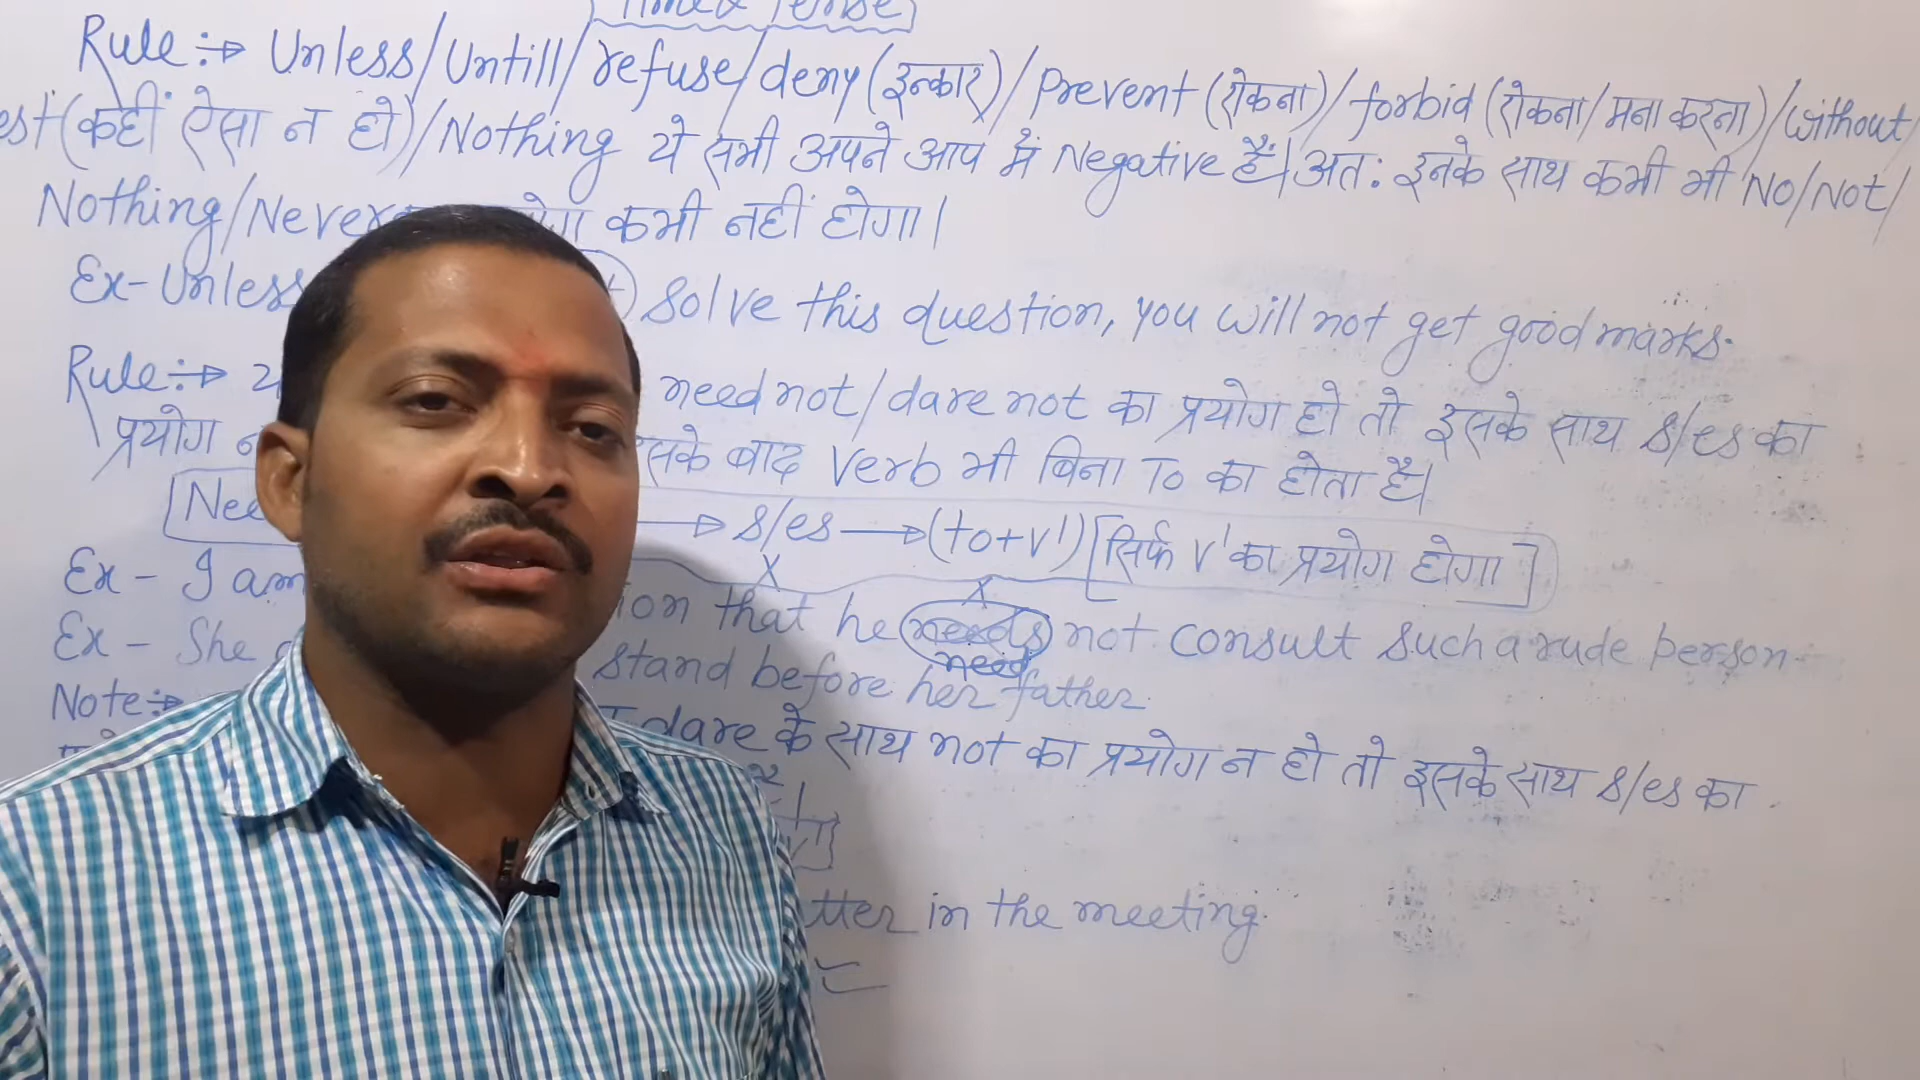 Time & Tense
Rule :→ Unless/Untill/refuse/deny (इन्कार)/Prevent (रोकना)/forbid (रोकना/मना करना)/without/
est (कहीं ऐसा न हो)/Nothing ये सभी अपने आप में Negative हैं। अतः इनके साथ कभी भी No/Not/
Nothing/Never कभी नहीं होगा।
Ex- Unless solve this question, you will not get good marks.
Rule :→ need not/dare not का प्रयोग हो तो इसके साथ s/es का
प्रयोग इसके बाद Verb भी बिना To का होता है।
Nee → s/es → (to+V¹) [सिर्फ V¹ का प्रयोग होगा]
X X
Ex - I am ion that he needs not consult such a rude person.
need
Ex - She stand before her father.
Note :→ dare के साथ not का प्रयोग न हो तो इसके साथ s/es का
tter in the meeting.